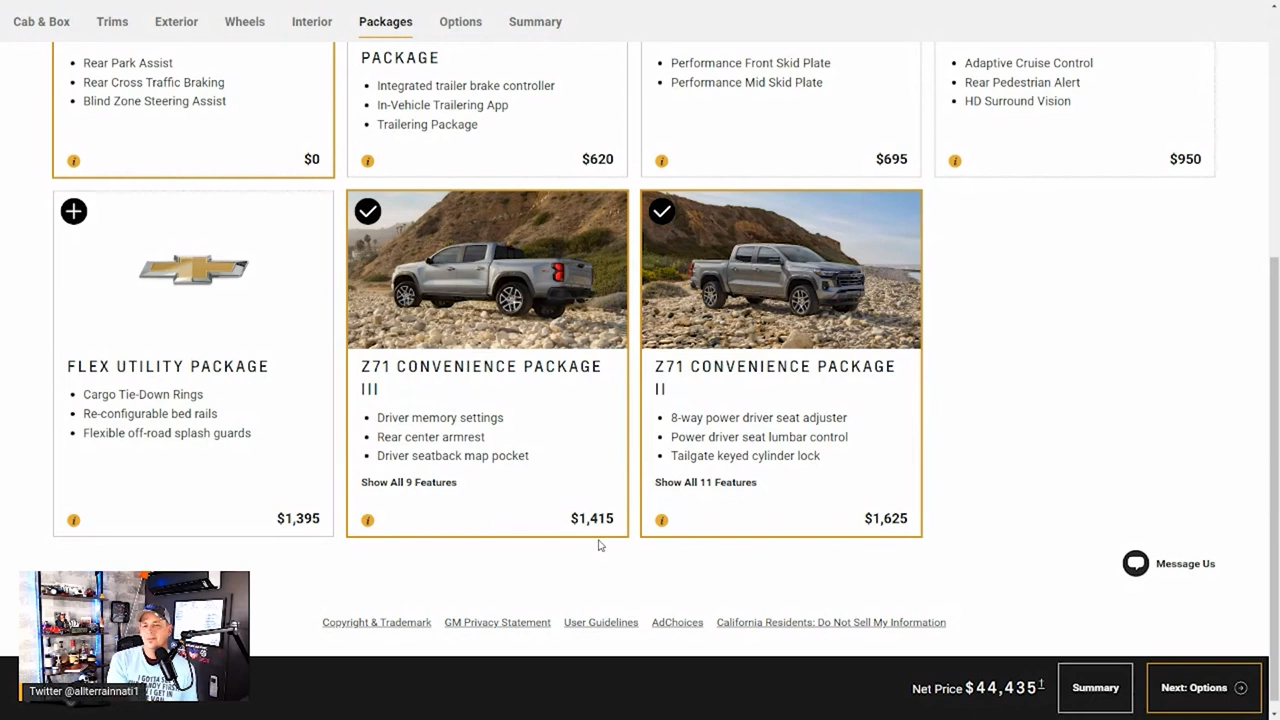 Cab & Box
Trims
Exterior
Wheels
Interior
Packages
Options
Summary
Rear Park Assist
Rear Cross Traffic Braking
Blind Zone Steering Assist
$0
PACKAGE
Integrated trailer brake controller
In-Vehicle Trailering App
Trailering Package
$620
Performance Front Skid Plate
Performance Mid Skid Plate
$695
Adaptive Cruise Control
Rear Pedestrian Alert
HD Surround Vision
$950
FLEX UTILITY PACKAGE
Cargo Tie-Down Rings
Re-configurable bed rails
Flexible off-road splash guards
$1,395
Z71 CONVENIENCE PACKAGE
III
Driver memory settings
Rear center armrest
Driver seatback map pocket
Show All 9 Features
$1,415
Z71 CONVENIENCE PACKAGE
II
8-way power driver seat adjuster
Power driver seat lumbar control
Tailgate keyed cylinder lock
Show All 11 Features
$1,625
Message Us
Copyright & Trademark
GM Privacy Statement
User Guidelines
AdChoices
California Residents: Do Not Sell My Information
Twitter @allterrainnati1
Net Price $44,435†
Summary
Next: Options